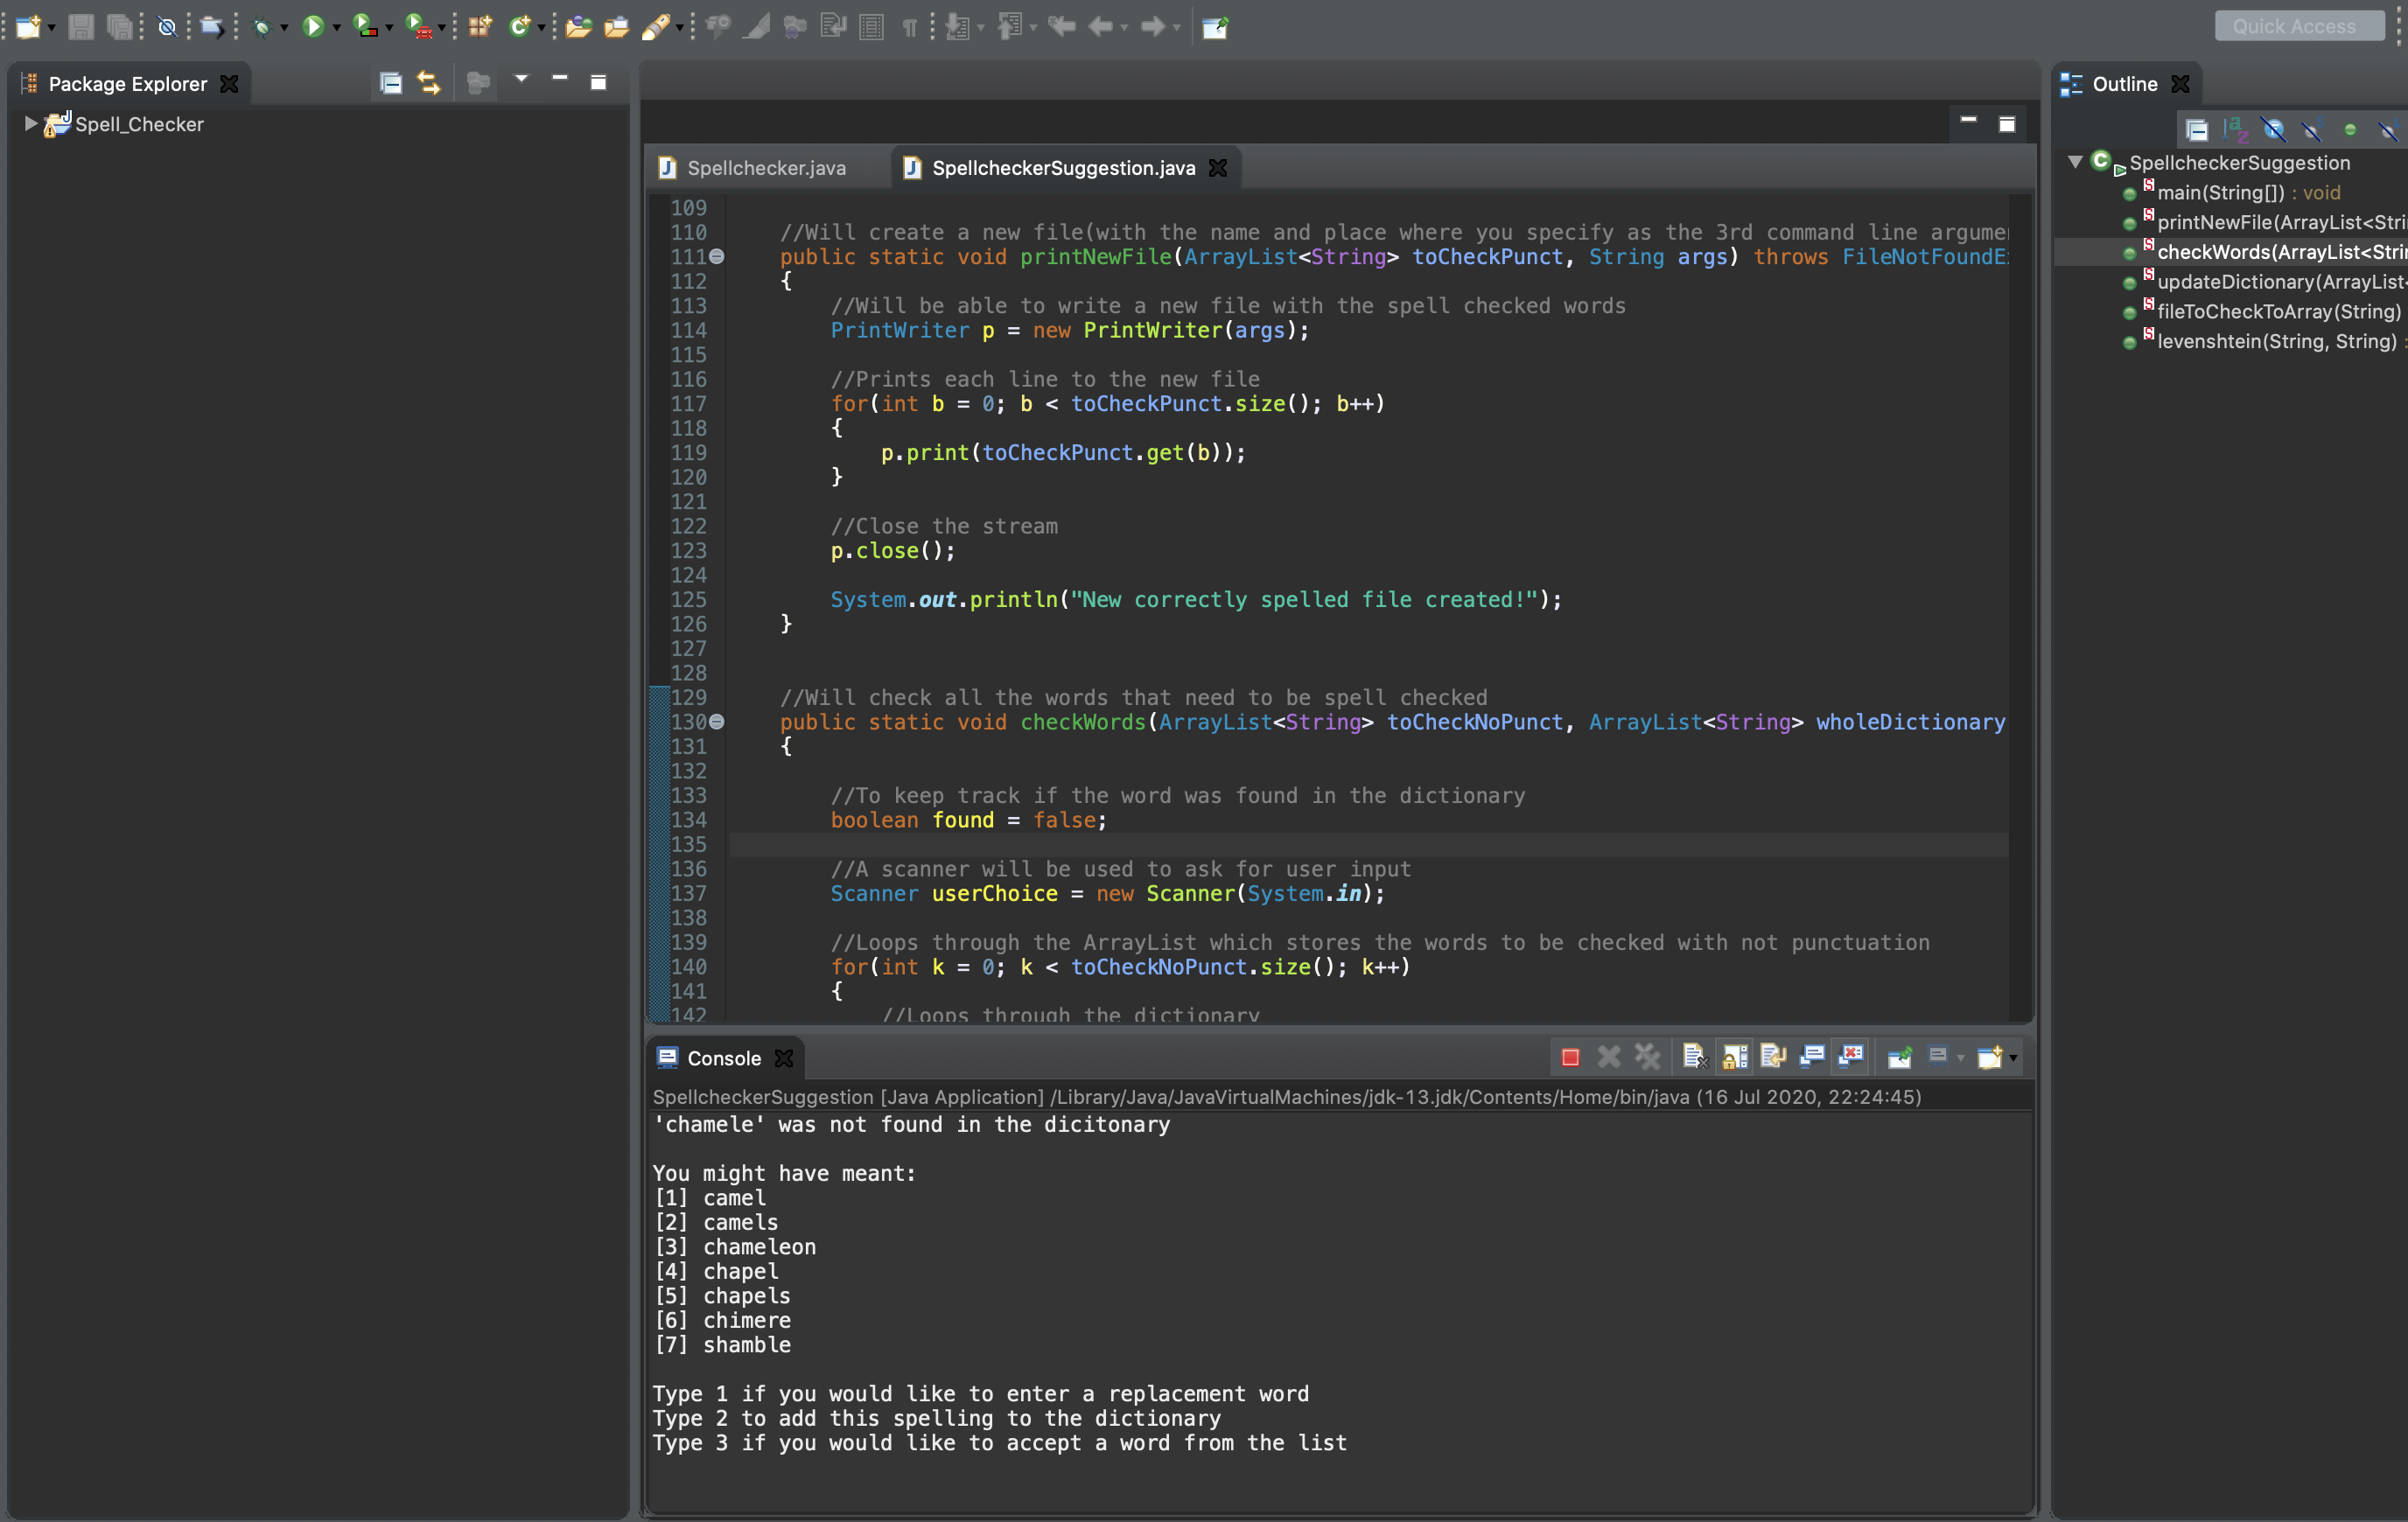 Quick Access
Package Explorer
Spell_Checker
Spellchecker.java
SpellcheckerSuggestion.java
109
110 //Will create a new file(with the name and place where you specify as the 3rd command line argumen
111 public static void printNewFile(ArrayList<String> toCheckPunct, String args) throws FileNotFoundEx
112 {
113 //Will be able to write a new file with the spell checked words
114 PrintWriter p = new PrintWriter(args);
115
116 //Prints each line to the new file
117 for(int b = 0; b < toCheckPunct.size(); b++)
118 {
119 p.print(toCheckPunct.get(b));
120 }
121
122 //Close the stream
123 p.close();
124
125 System.out.println("New correctly spelled file created!");
126 }
127
128
129 //Will check all the words that need to be spell checked
130 public static void checkWords(ArrayList<String> toCheckNoPunct, ArrayList<String> wholeDictionary
131 {
132
133 //To keep track if the word was found in the dictionary
134 boolean found = false;
135
136 //A scanner will be used to ask for user input
137 Scanner userChoice = new Scanner(System.in);
138
139 //Loops through the ArrayList which stores the words to be checked with not punctuation
140 for(int k = 0; k < toCheckNoPunct.size(); k++)
141 {
142 //Loops through the dictionary
Console
SpellcheckerSuggestion [Java Application] /Library/Java/JavaVirtualMachines/jdk-13.jdk/Contents/Home/bin/java (16 Jul 2020, 22:24:45)
'chamele' was not found in the dicitonary
You might have meant:
[1] camel
[2] camels
[3] chameleon
[4] chapel
[5] chapels
[6] chimere
[7] shamble
Type 1 if you would like to enter a replacement word
Type 2 to add this spelling to the dictionary
Type 3 if you would like to accept a word from the list
Outline
SpellcheckerSuggestion
main(String[]) : void
printNewFile(ArrayList<Stri
checkWords(ArrayList<Strin
updateDictionary(ArrayList<
fileToCheckToArray(String)
levenshtein(String, String) :